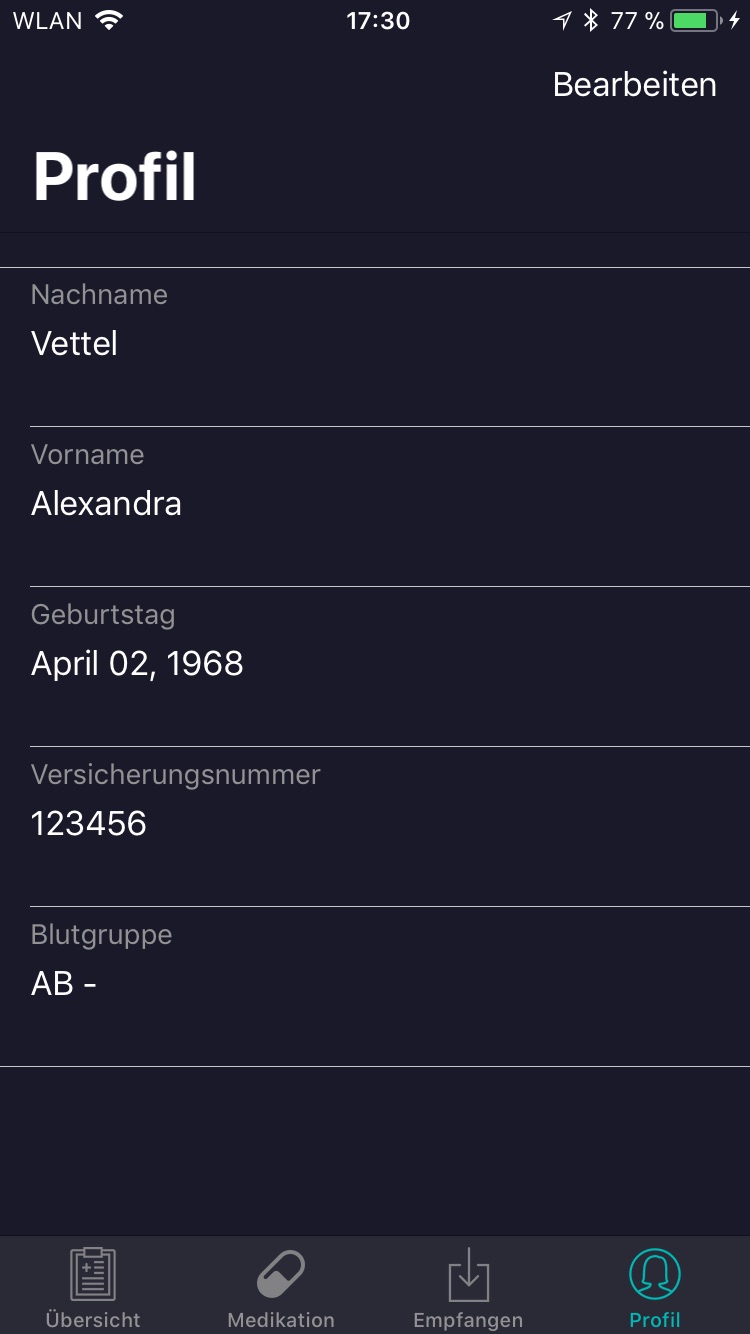 WLAN 17:30 77 %
Bearbeiten
Profil
Nachname
Vettel
Vorname
Alexandra
Geburtstag
April 02, 1968
Versicherungsnummer
123456
Blutgruppe
AB -
Übersicht Medikation Empfangen Profil